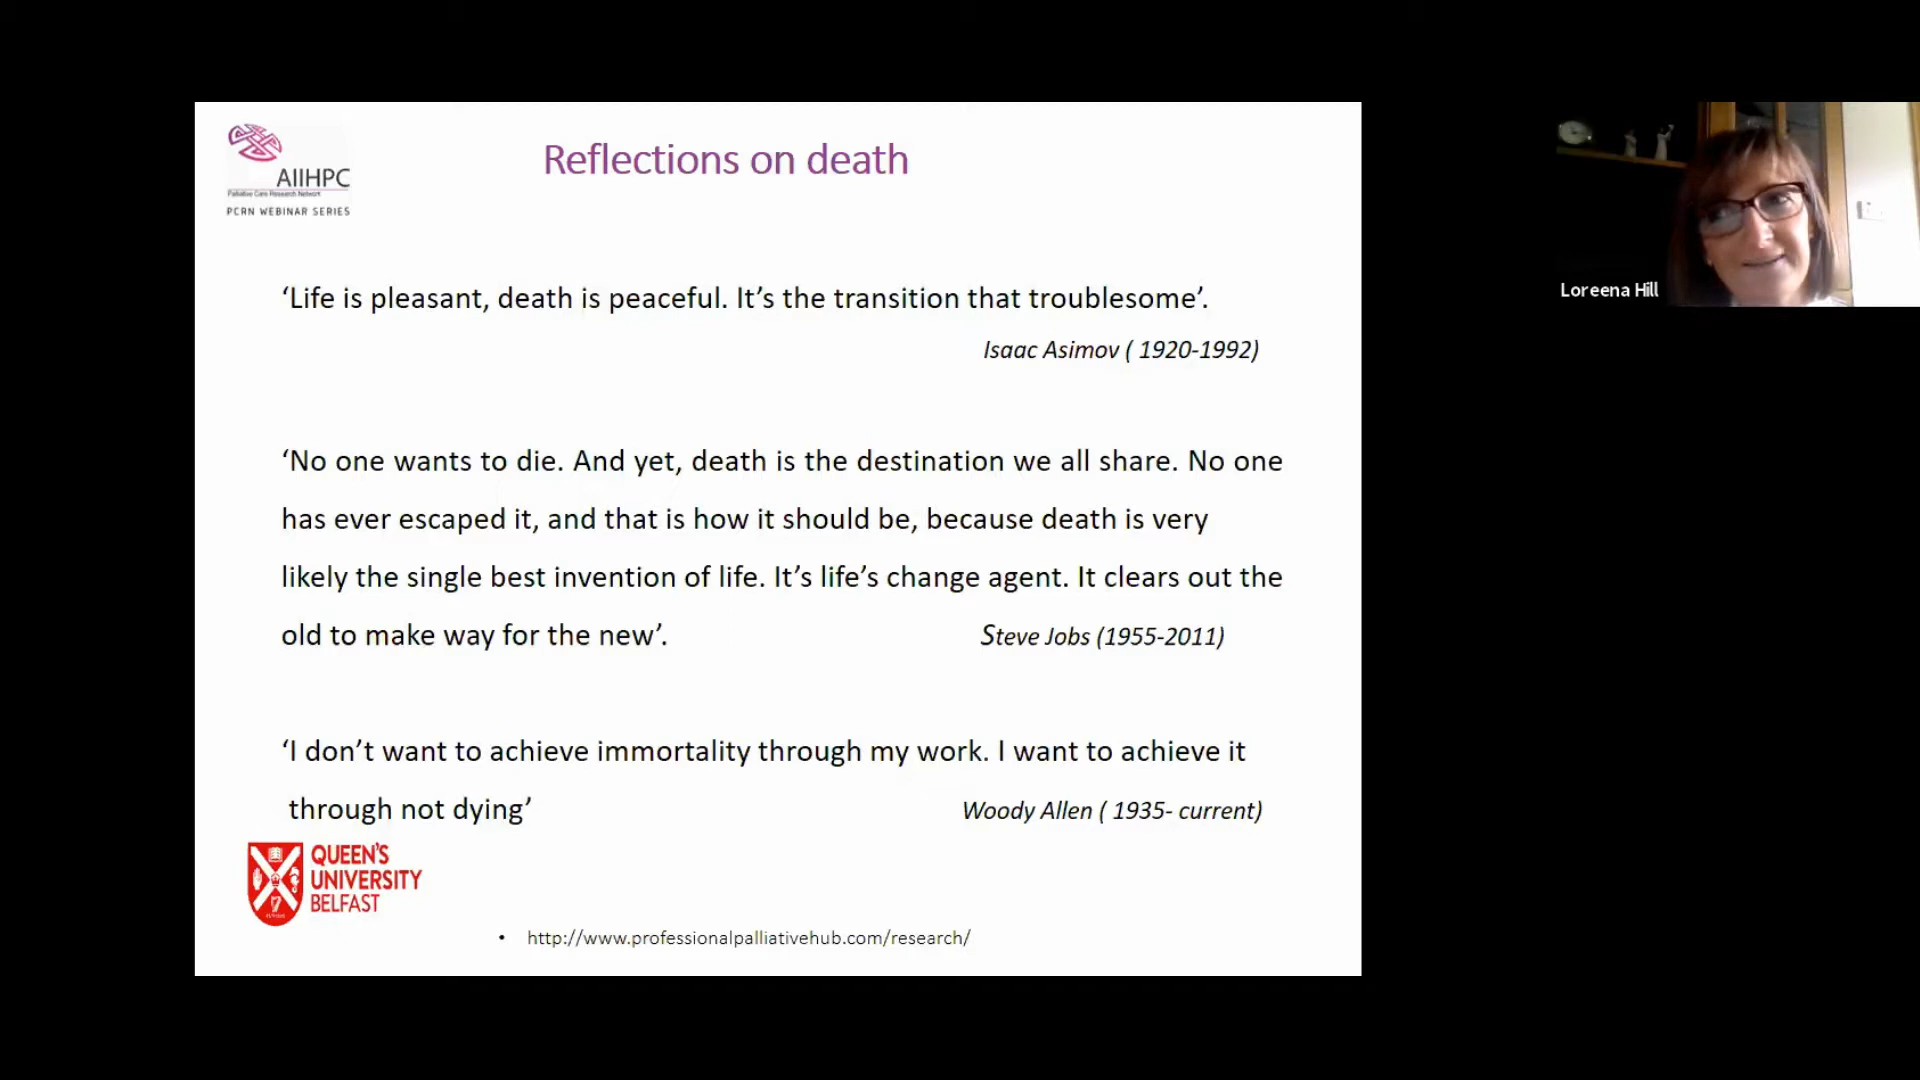 Reflections on death
AIIHPC
Palliative Care Research Network
PCRN WEBINAR SERIES
‘Life is pleasant, death is peaceful. It’s the transition that troublesome’.
Isaac Asimov ( 1920-1992)
‘No one wants to die. And yet, death is the destination we all share. No one
has ever escaped it, and that is how it should be, because death is very
likely the single best invention of life. It’s life’s change agent. It clears out the
old to make way for the new’.
Steve Jobs (1955-2011)
‘I don’t want to achieve immortality through my work. I want to achieve it
through not dying’
Woody Allen ( 1935- current)
QUEEN’S
UNIVERSITY
BELFAST
• http://www.professionalpalliativehub.com/research/
Loreena Hill